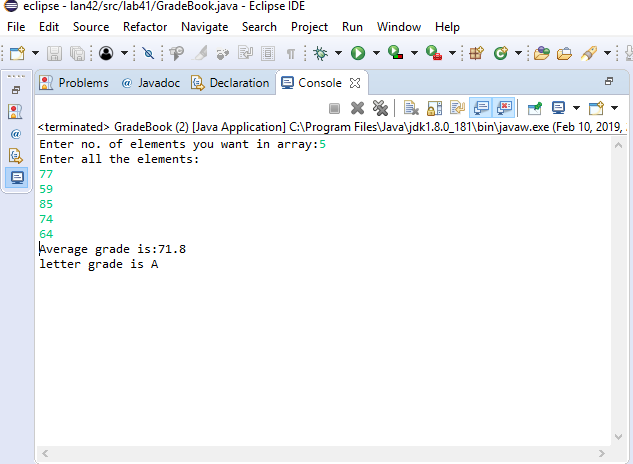 eclipse - lan42/src/lab41/GradeBook.java - Eclipse IDE
File Edit Source Refactor Navigate Search Project Run Window Help
Problems @ Javadoc Declaration Console
<terminated> GradeBook (2) [Java Application] C:\Program Files\Java\jdk1.8.0_181\bin\javaw.exe (Feb 10, 2019,
Enter no. of elements you want in array:5
Enter all the elements:
77
59
85
74
64
Average grade is:71.8
letter grade is A